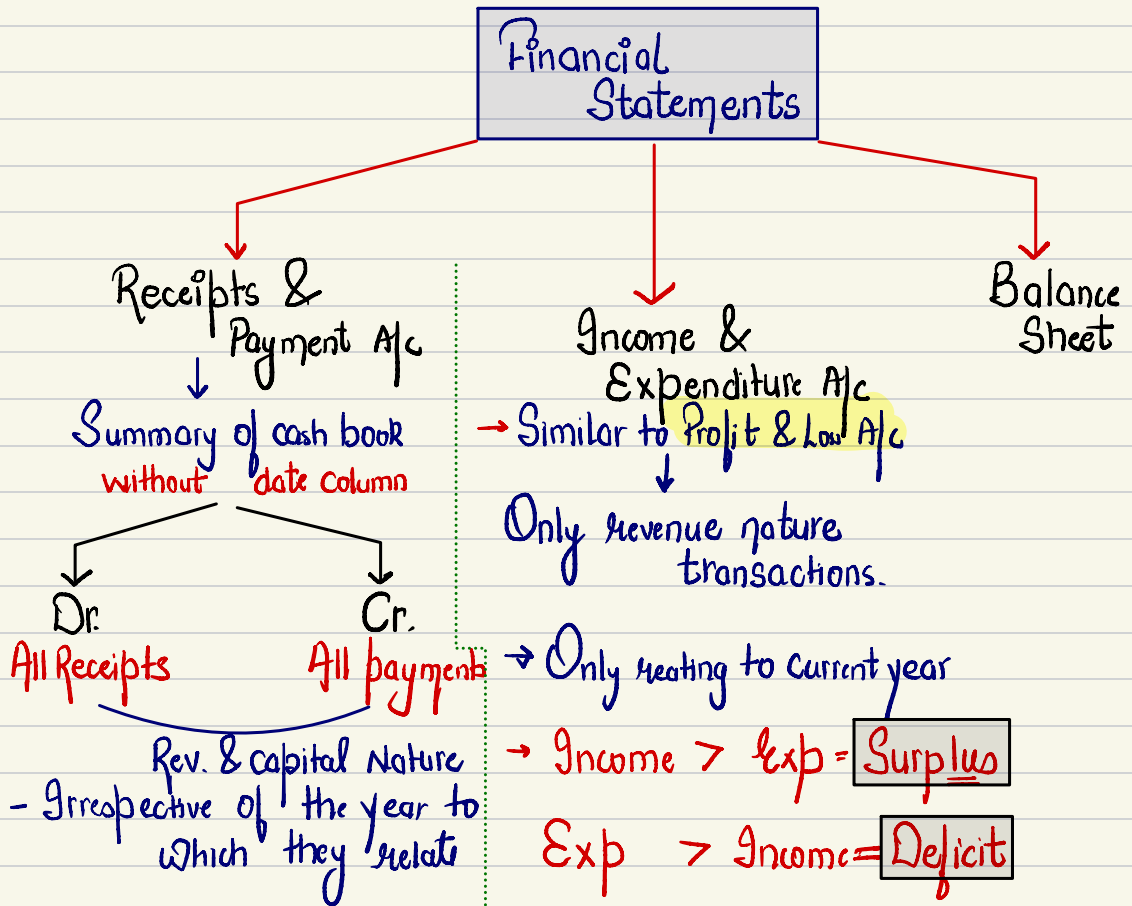 Financial
Statements
Receipts &
Payment A/c
Summary of cash book
without date column
Dr.
Cr.
All Receipts
All payments
Rev. & capital Nature
- Irrespective of the year to
which they relate
Income &
Expenditure A/c
→ Similar to Profit & Loss A/c
Only revenue nature
transactions.
→ Only reating to current year
→ Income > Exp = Surplus
Exp > Income = Deficit
Balance
Sheet